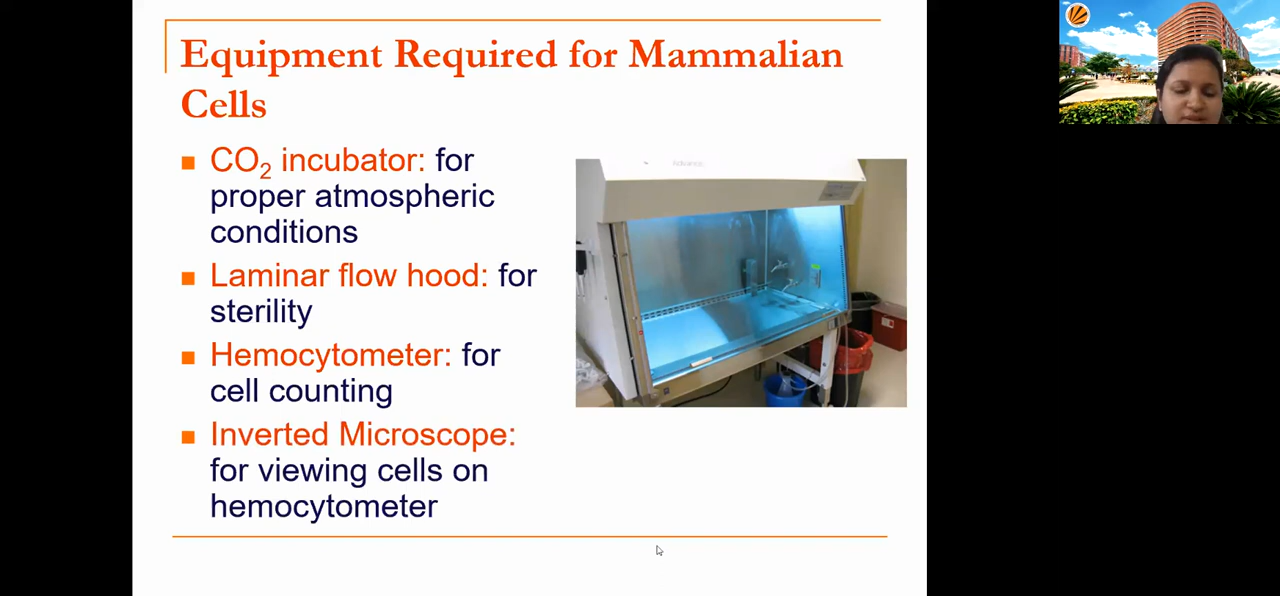 Equipment Required for Mammalian
Cells
CO₂ incubator: for
proper atmospheric
conditions
Laminar flow hood: for
sterility
Hemocytometer: for
cell counting
Inverted Microscope:
for viewing cells on
hemocytometer